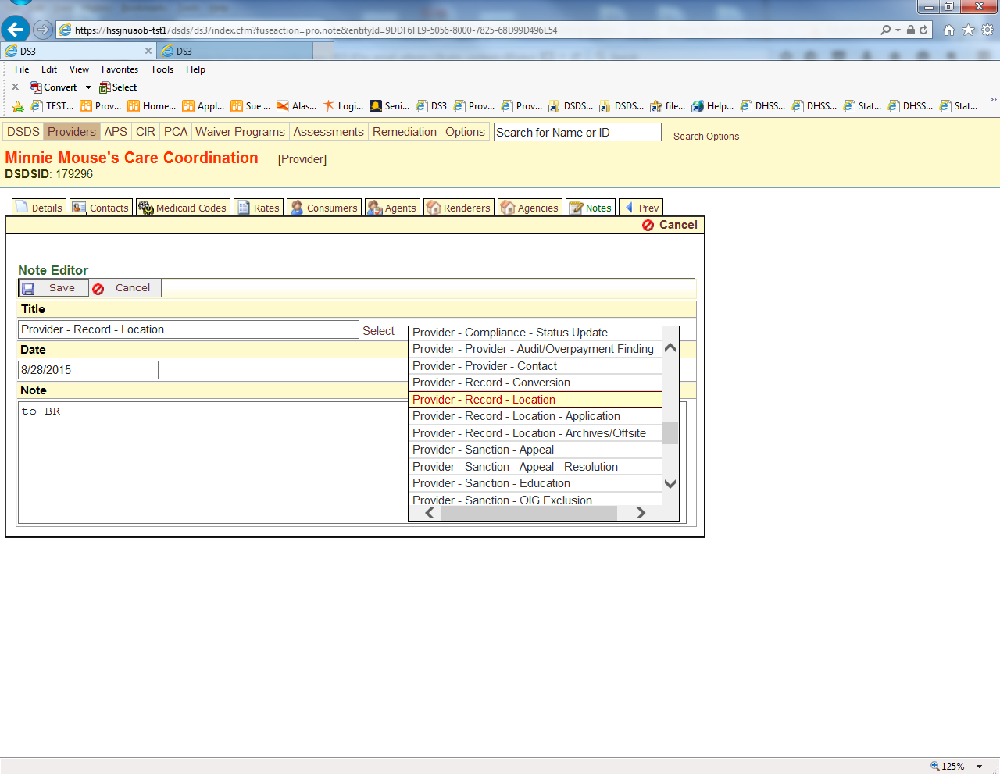 https://hssjnuaob-tst1/dsds/ds3/index.cfm?fuseaction=pro.note&entityId=9DDF6FE9-5056-8000-7825-68D99D496E54
DS3 DS3
File Edit View Favorites Tools Help
Convert Select
TEST... Prov... Home... Appl... Sue ... Alas... Logi... Seni... DS3 Prov... Prov... DSDS... DSDS... file... Help... DHSS... DHSS... Stat... DHSS... Stat... »
DSDS Providers APS CIR PCA Waiver Programs Assessments Remediation Options Search for Name or ID Search Options
Minnie Mouse's Care Coordination [Provider]
DSDSID: 179296
Details Contacts Medicaid Codes Rates Consumers Agents Renderers Agencies Notes Prev
Cancel
Note Editor
Save Cancel
Title
Provider - Record - Location Select
Date
8/28/2015
Note
to BR
Provider - Compliance - Status Update
Provider - Provider - Audit/Overpayment Finding
Provider - Provider - Contact
Provider - Record - Conversion
Provider - Record - Location
Provider - Record - Location - Application
Provider - Record - Location - Archives/Offsite
Provider - Sanction - Appeal
Provider - Sanction - Appeal - Resolution
Provider - Sanction - Education
Provider - Sanction - OIG Exclusion
125%